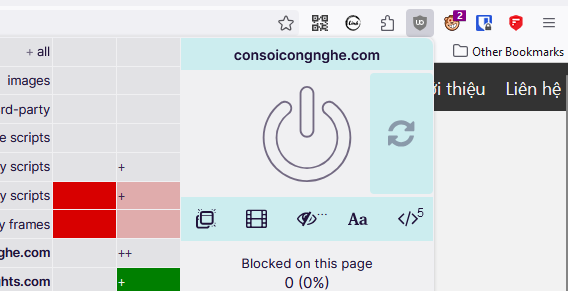 2
Other Bookmarks
+ all
images
rd-party
e scripts
y scripts +
y scripts +
y frames
nghe.com ++
hts.com +
consoicongnghe.com
ới thiệu Liên hệ
Aa
</> 5
Blocked on this page
0 (0%)